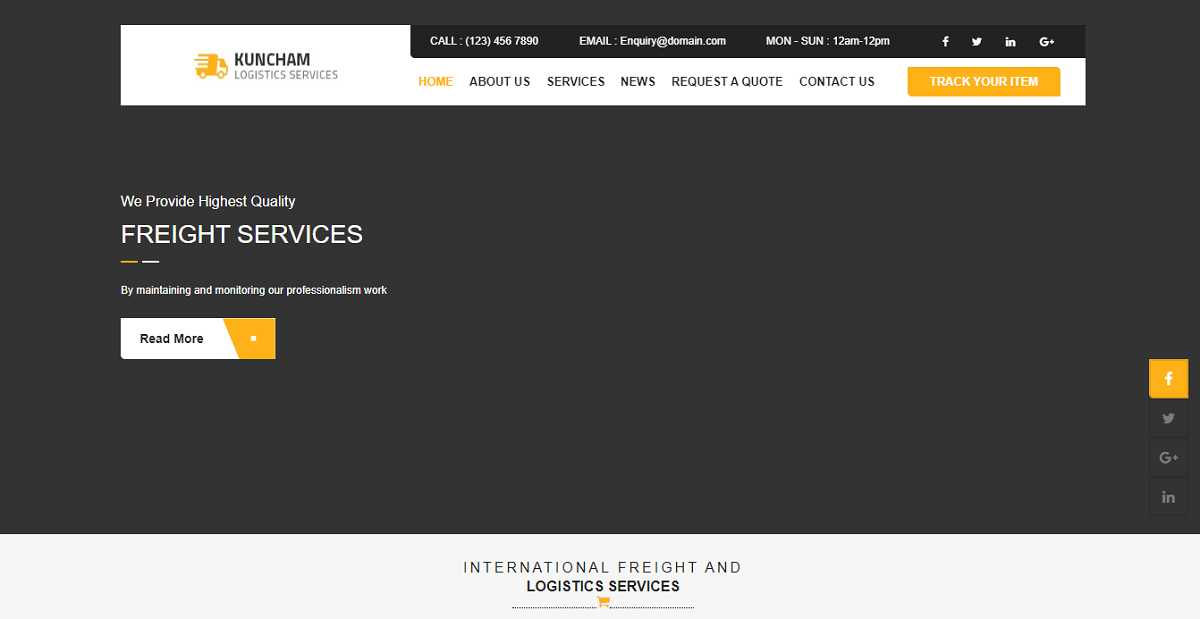 CALL : (123) 456 7890 EMAIL : Enquiry@domain.com MON - SUN : 12am-12pm
KUNCHAM
LOGISTICS SERVICES
HOME ABOUT US SERVICES NEWS REQUEST A QUOTE CONTACT US TRACK YOUR ITEM
We Provide Highest Quality
FREIGHT SERVICES
By maintaining and monitoring our professionalism work
Read More
INTERNATIONAL FREIGHT AND
LOGISTICS SERVICES